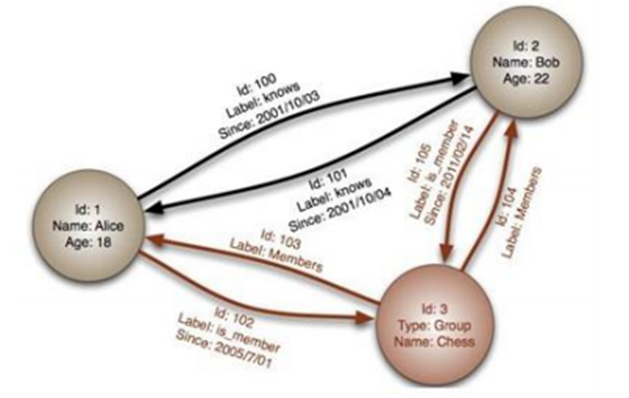 Id: 2
Name: Bob
Age: 22
Id: 100
Label: knows
Since: 2001/10/03
Id: 101
Label: knows
Since: 2001/10/04
Id: 105
Label: is_member
Since: 2011/02/14
Id: 104
Label: Members
Id: 1
Name: Alice
Age: 18
Id: 103
Label: Members
Id: 102
Label: is_member
Since: 2005/7/01
Id: 3
Type: Group
Name: Chess